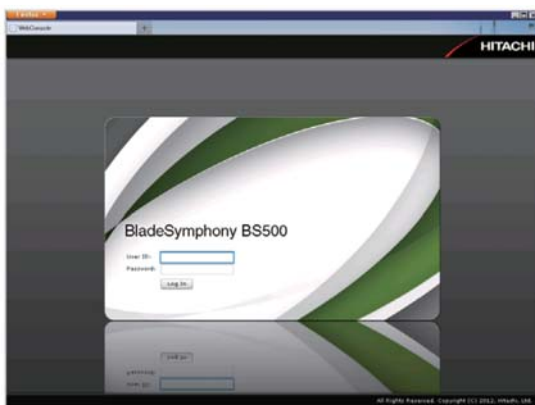 Firefox
WebConsole
HITACHI
BladeSymphony BS500
User ID:
Password:
Log In
All Rights Reserved. Copyright (C) 2012, Hitachi, Ltd.